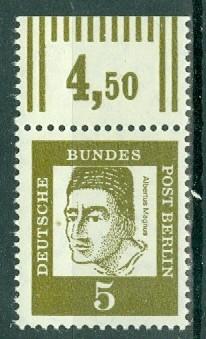 4,50
DEUTSCHE BUNDES POST BERLIN
Albertus Magnus
5